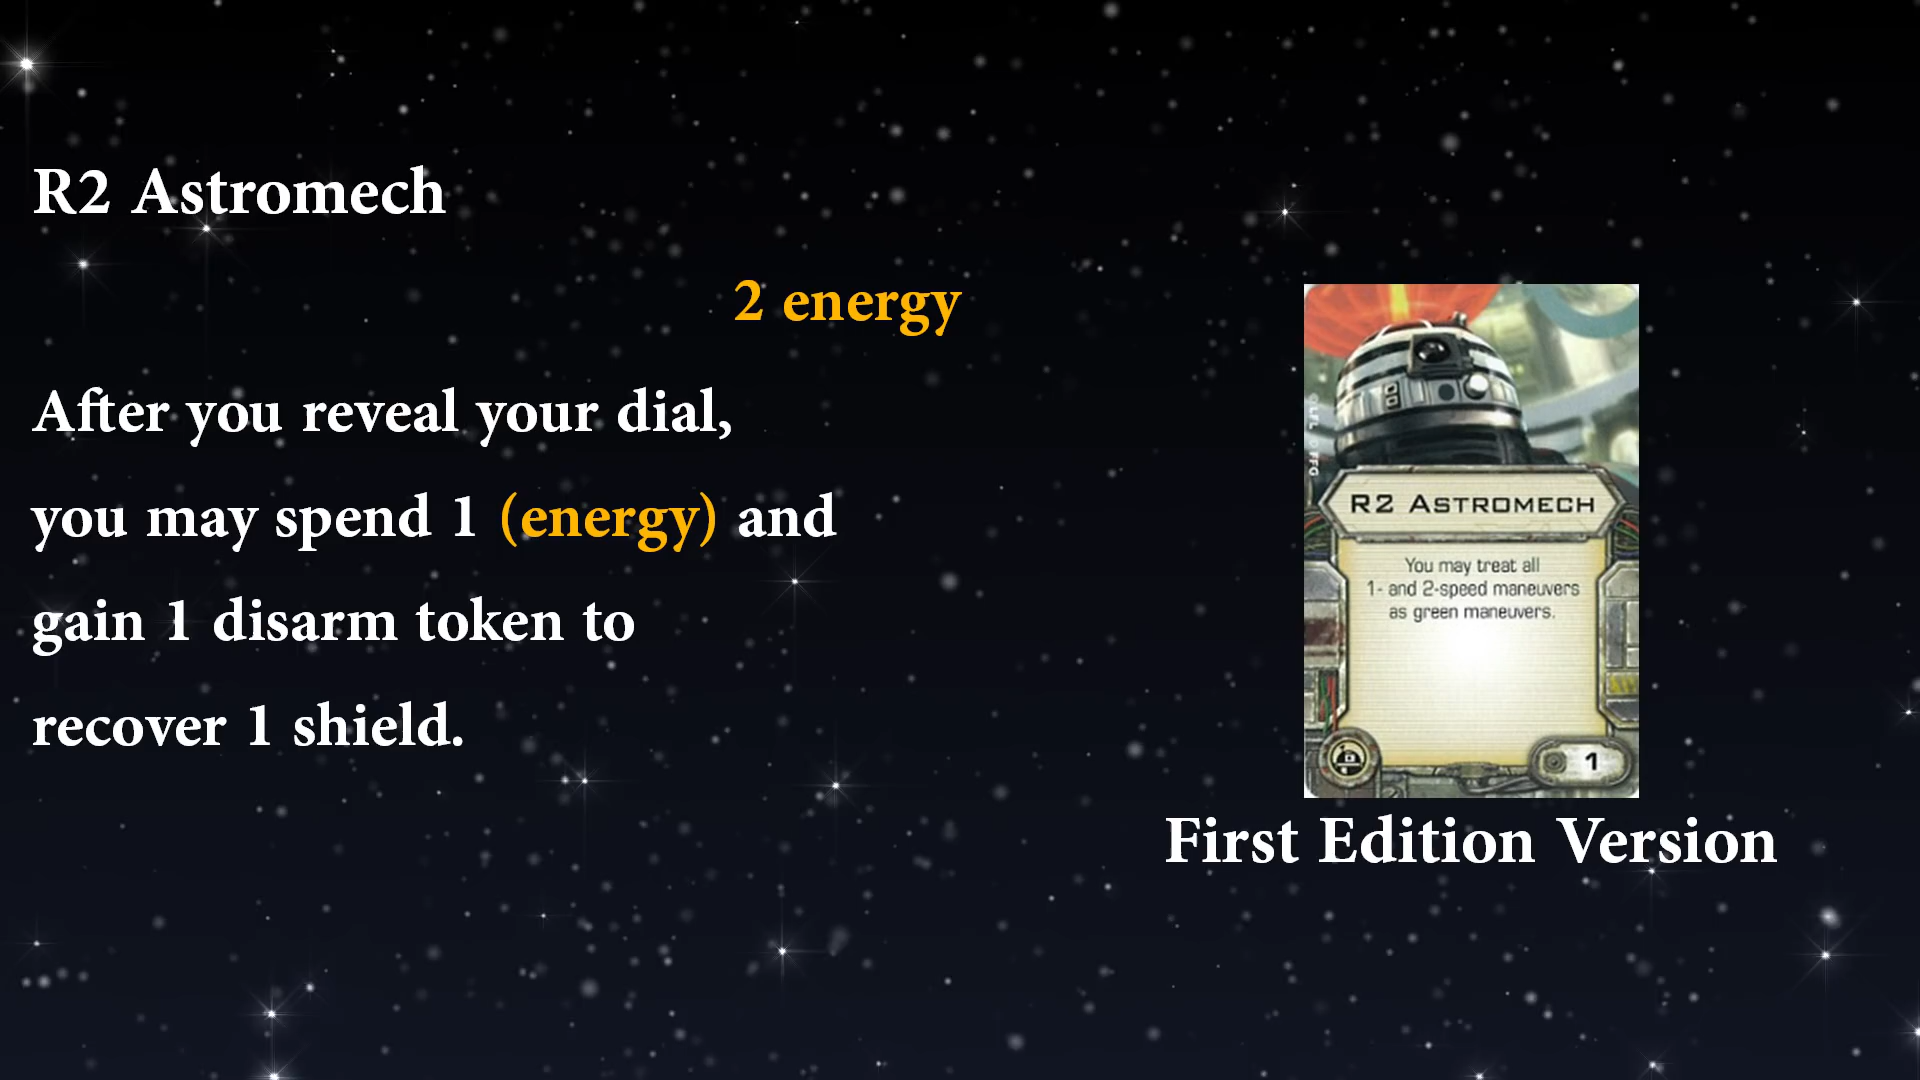 R2 Astromech
2 energy
After you reveal your dial,
you may spend 1 (energy) and
gain 1 disarm token to
recover 1 shield.
R2 Astromech
You may treat all
1- and 2-speed maneuvers
as green maneuvers.
1
First Edition Version